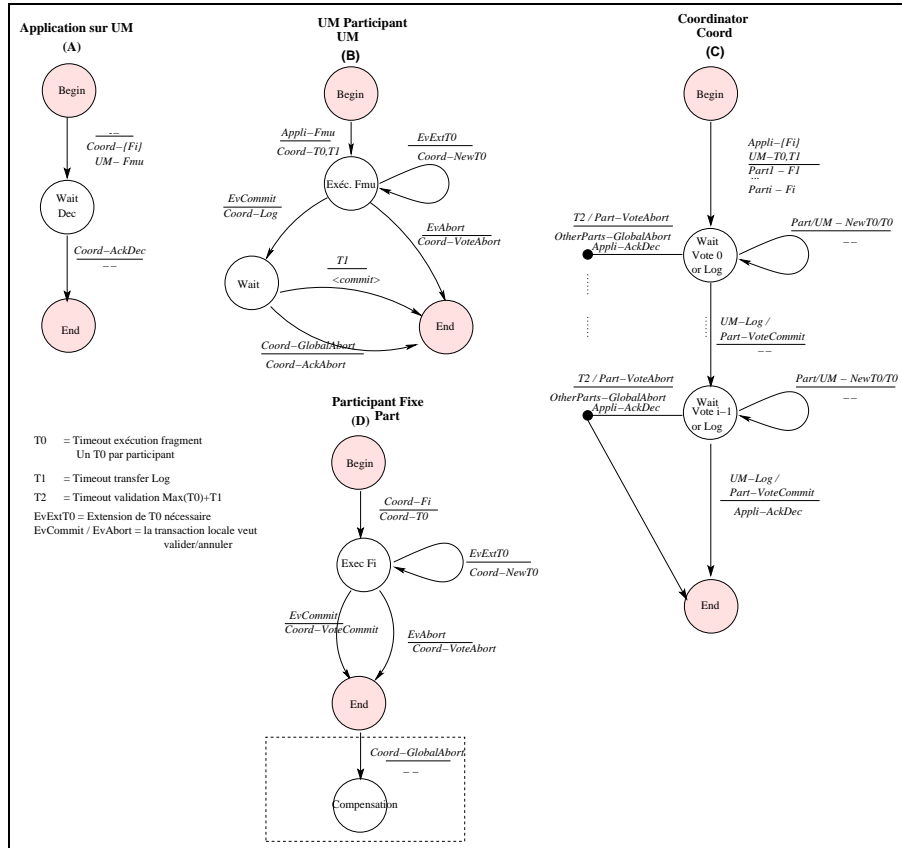 Application sur UM
(A)
Begin
--
Coord-{Fi}
UM- Fmu
Wait
Dec
Coord-AckDec
--
End
UM Participant
UM
(B)
Begin
Appli-Fmu
Coord-T0,T1
Exéc. Fmu
EvExtT0
Coord-NewT0
EvCommit
Coord-Log
EvAbort
Coord-VoteAbort
Wait
T1
<commit>
Coord-GlobalAbort
Coord-AckAbort
End
Coordinator
Coord
(C)
Begin
Appli-{Fi}
UM-T0,T1
Part1 - F1
...
Parti - Fi
T2 / Part-VoteAbort
OtherParts-GlobalAbort
Appli-AckDec
Wait
Vote 0
or Log
Part/UM - NewT0/T0
--
UM-Log /
Part-VoteCommit
--
T2 / Part-VoteAbort
OtherParts-GlobalAbort
Appli-AckDec
Wait
Vote i-1
or Log
Part/UM - NewT0/T0
--
UM-Log /
Part-VoteCommit
Appli-AckDec
End
Participant Fixe
Part
(D)
Begin
Coord-Fi
Coord-T0
Exec Fi
EvExtT0
Coord-NewT0
EvCommit
Coord-VoteCommit
EvAbort
Coord-VoteAbort
End
Coord-GlobalAbort
--
Compensation
T0 = Timeout exécution fragment
Un T0 par participant
T1 = Timeout transfer Log
T2 = Timeout validation Max(T0)+T1
EvExtT0 = Extension de T0 nécessaire
EvCommit / EvAbort = la transaction locale veut
valider/annuler